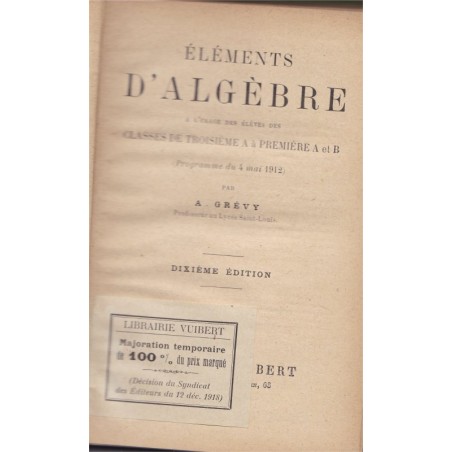 ÉLÉMENTS
D'ALGÈBRE
A L'USAGE DES ÉLÈVES DES
CLASSES DE TROISIÈME A à PREMIÈRE A et B
(Programme du 4 mai 1912)
PAR
A. GRÉVY
Professeur au Lycée Saint-Louis.
DIXIÈME ÉDITION
LIBRAIRIE VUIBERT
Majoration temporaire
de 100 % du prix marqué
(Décision du Syndicat
des Éditeurs du 12 déc. 1918)
BERT
63